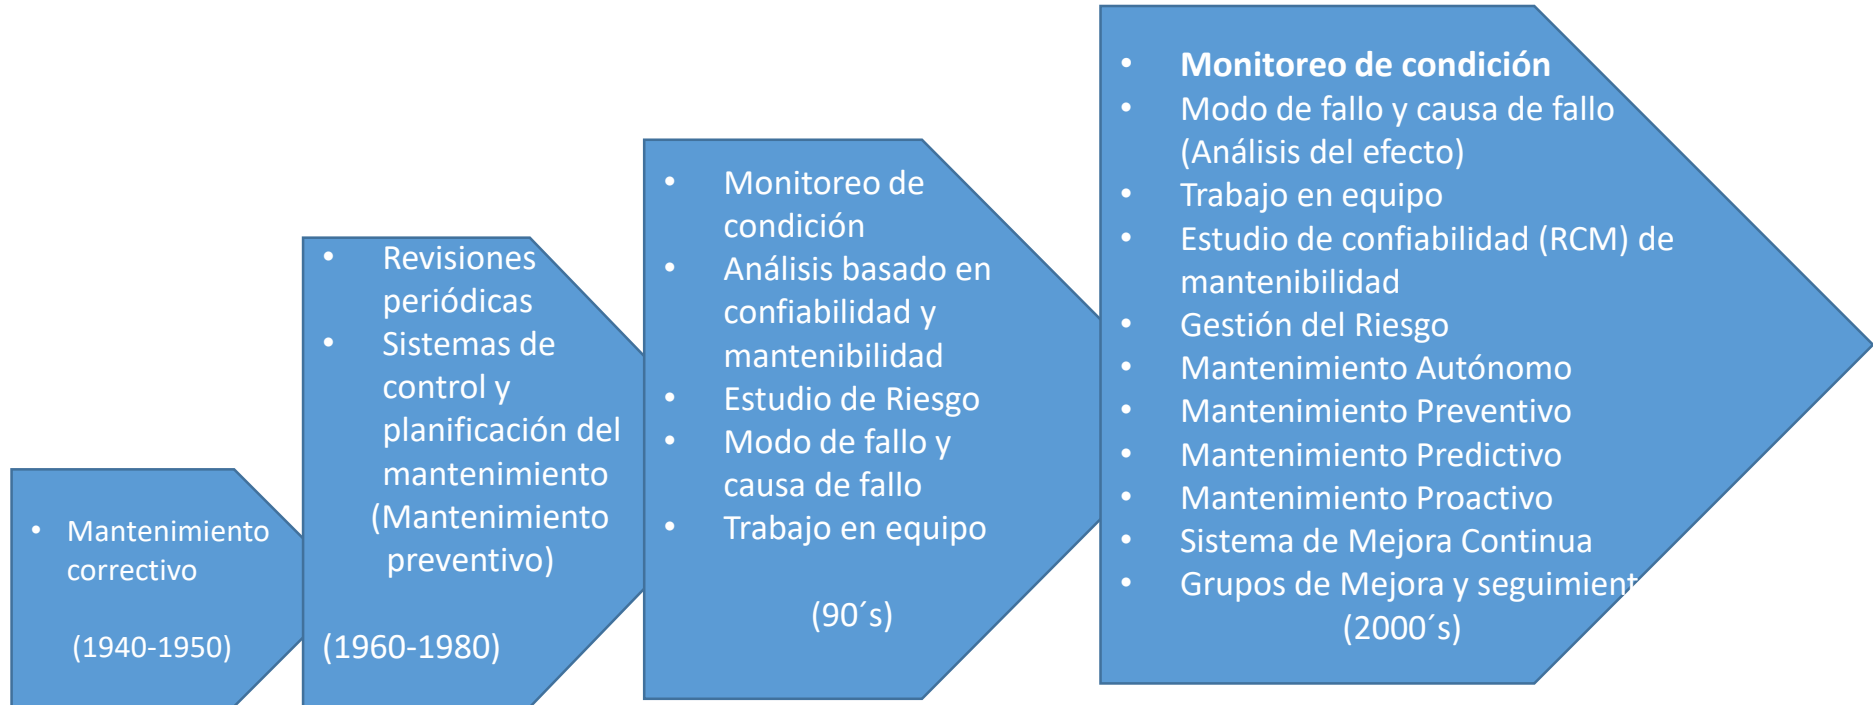 • Mantenimiento
correctivo
(1940-1950)
• Revisiones
periódicas
• Sistemas de
control y
planificación del
mantenimiento
(Mantenimiento
preventivo)
(1960-1980)
• Monitoreo de
condición
• Análisis basado en
confiabilidad y
mantenibilidad
• Estudio de Riesgo
• Modo de fallo y
causa de fallo
• Trabajo en equipo
(90´s)
• Monitoreo de condición
• Modo de fallo y causa de fallo
(Análisis del efecto)
• Trabajo en equipo
• Estudio de confiabilidad (RCM) de
mantenibilidad
• Gestión del Riesgo
• Mantenimiento Autónomo
• Mantenimiento Preventivo
• Mantenimiento Predictivo
• Mantenimiento Proactivo
• Sistema de Mejora Continua
• Grupos de Mejora y seguimient
(2000´s)